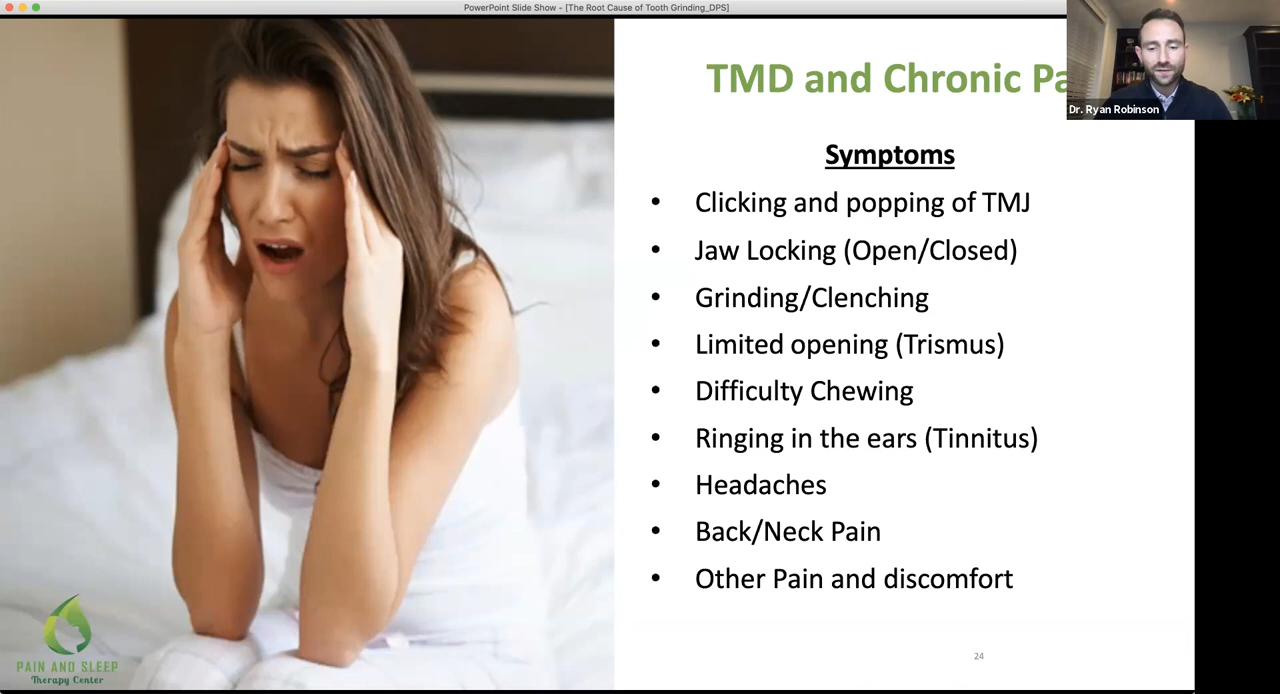 PowerPoint Slide Show - [The Root Cause of Tooth Grinding_DPS]
TMD and Chronic Pa
Dr. Ryan Robinson
Symptoms
• Clicking and popping of TMJ
• Jaw Locking (Open/Closed)
• Grinding/Clenching
• Limited opening (Trismus)
• Difficulty Chewing
• Ringing in the ears (Tinnitus)
• Headaches
• Back/Neck Pain
• Other Pain and discomfort
24
PAIN AND SLEEP
Therapy Center